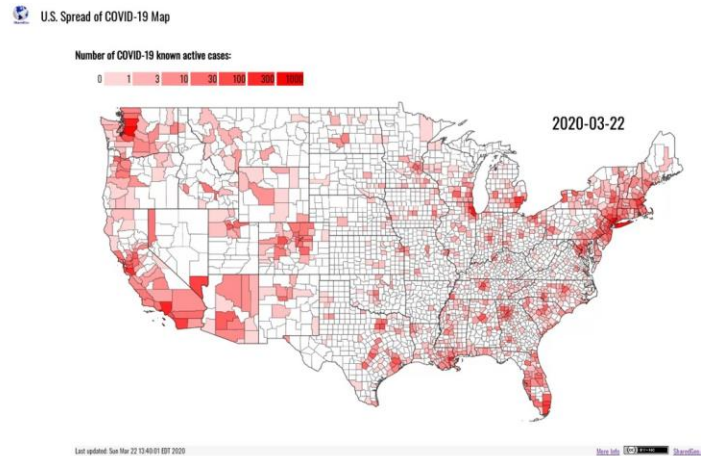 U.S. Spread of COVID-19 Map
Number of COVID-19 known active cases:
0 1 3 10 30 100 300 1000
2020-03-22
Last updated: Sun Mar 22 13:40:01 EDT 2020
More Info
SharedGeo